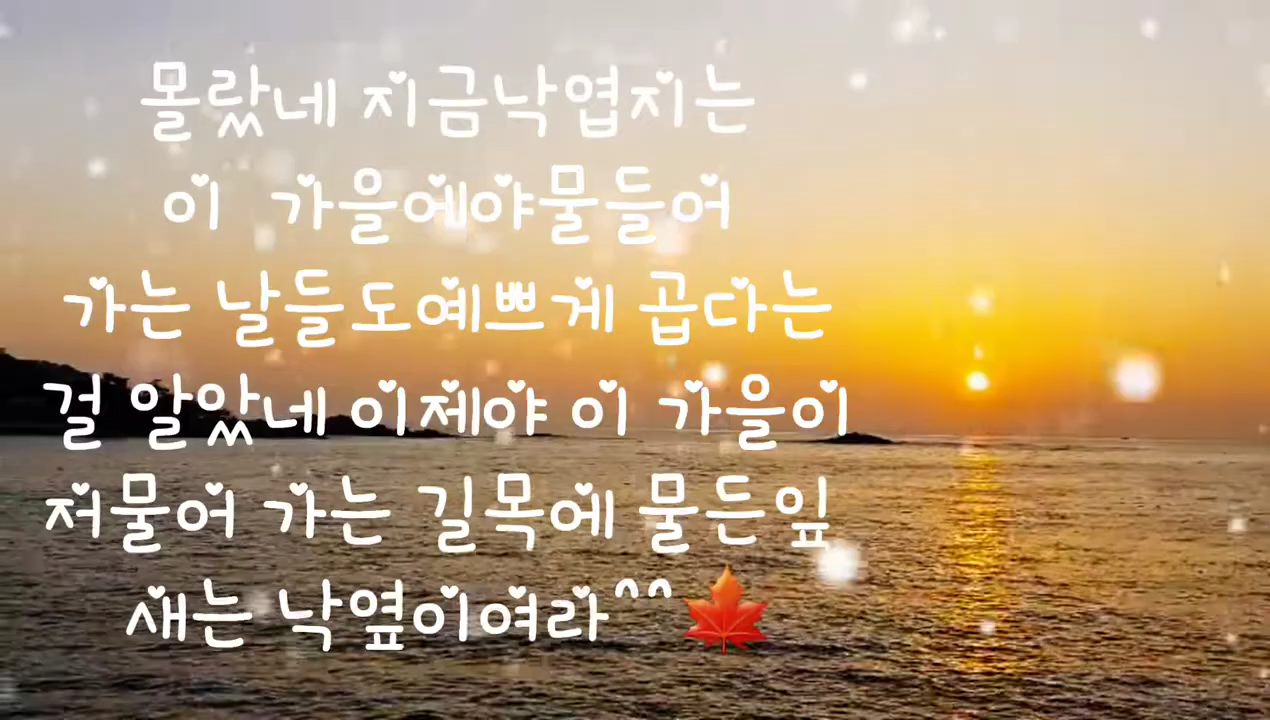 몰랐네 지금낙엽지는
이 가을에야물들어
가는 날들도예쁘게 곱다는
걸 알았네 이제야 이 가을이
저물어 가는 길목에 물든잎
새는 낙옆이여라^^🍁